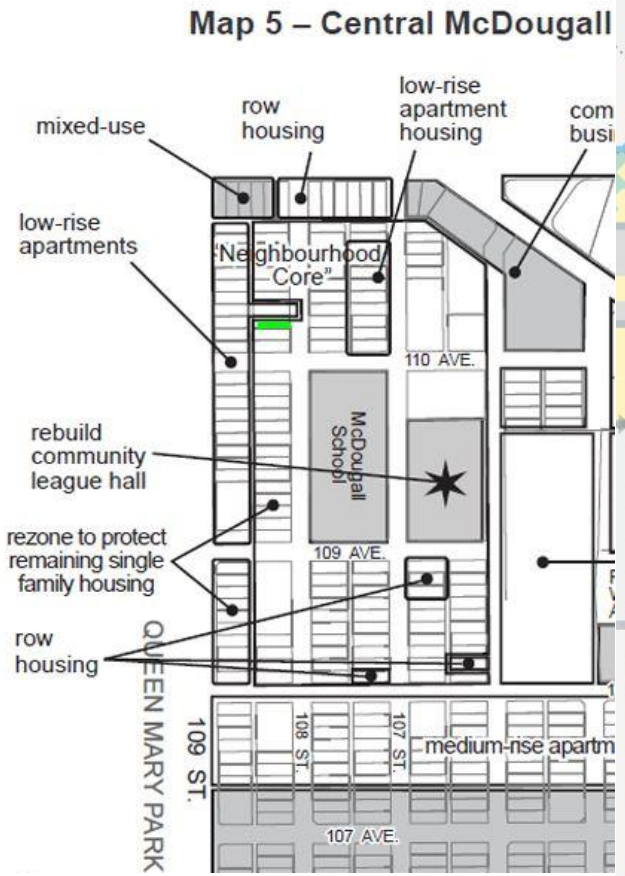 Map 5 – Central McDougall
low-rise
apartment
housing
row
housing
mixed-use
com
busi
low-rise
apartments
"Neighbourhood
Core"
110 AVE.
McDougall
School
rebuild
community
league hall
109 AVE.
rezone to protect
remaining single
family housing
row
housing
QUEEN MARY PARK
109 ST.
108 ST.
107 ST.
medium-rise apartm
107 AVE.